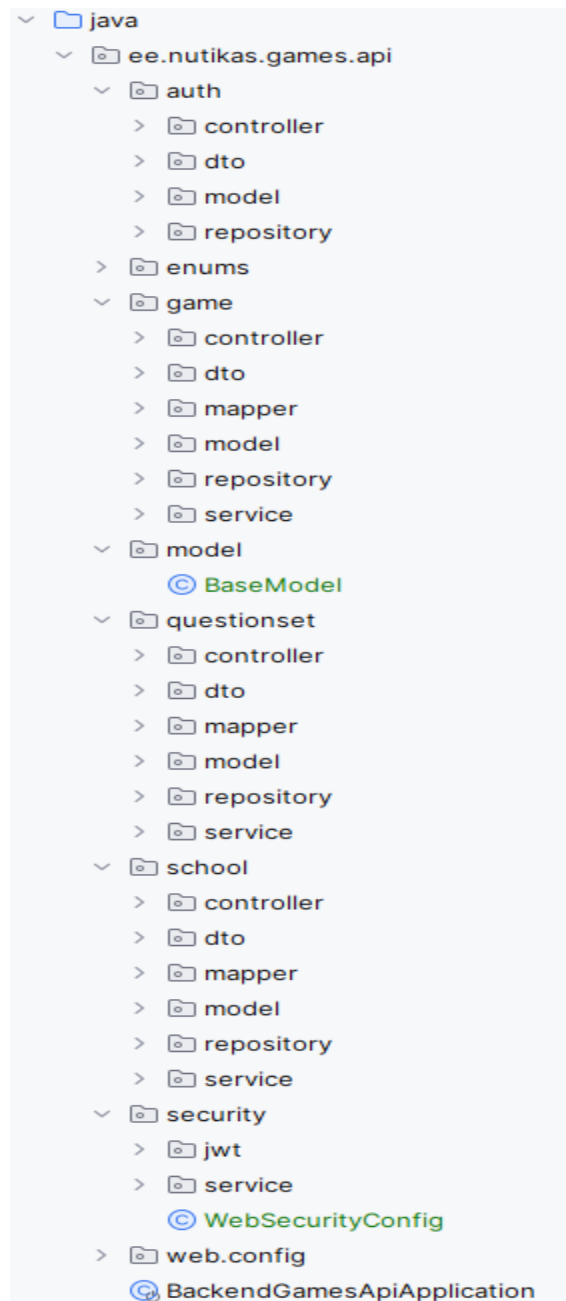 java
ee.nutikas.games.api
auth
controller
dto
model
repository
enums
game
controller
dto
mapper
model
repository
service
model
BaseModel
questionset
controller
dto
mapper
model
repository
service
school
controller
dto
mapper
model
repository
service
security
jwt
service
WebSecurityConfig
web.config
BackendGamesApiApplication